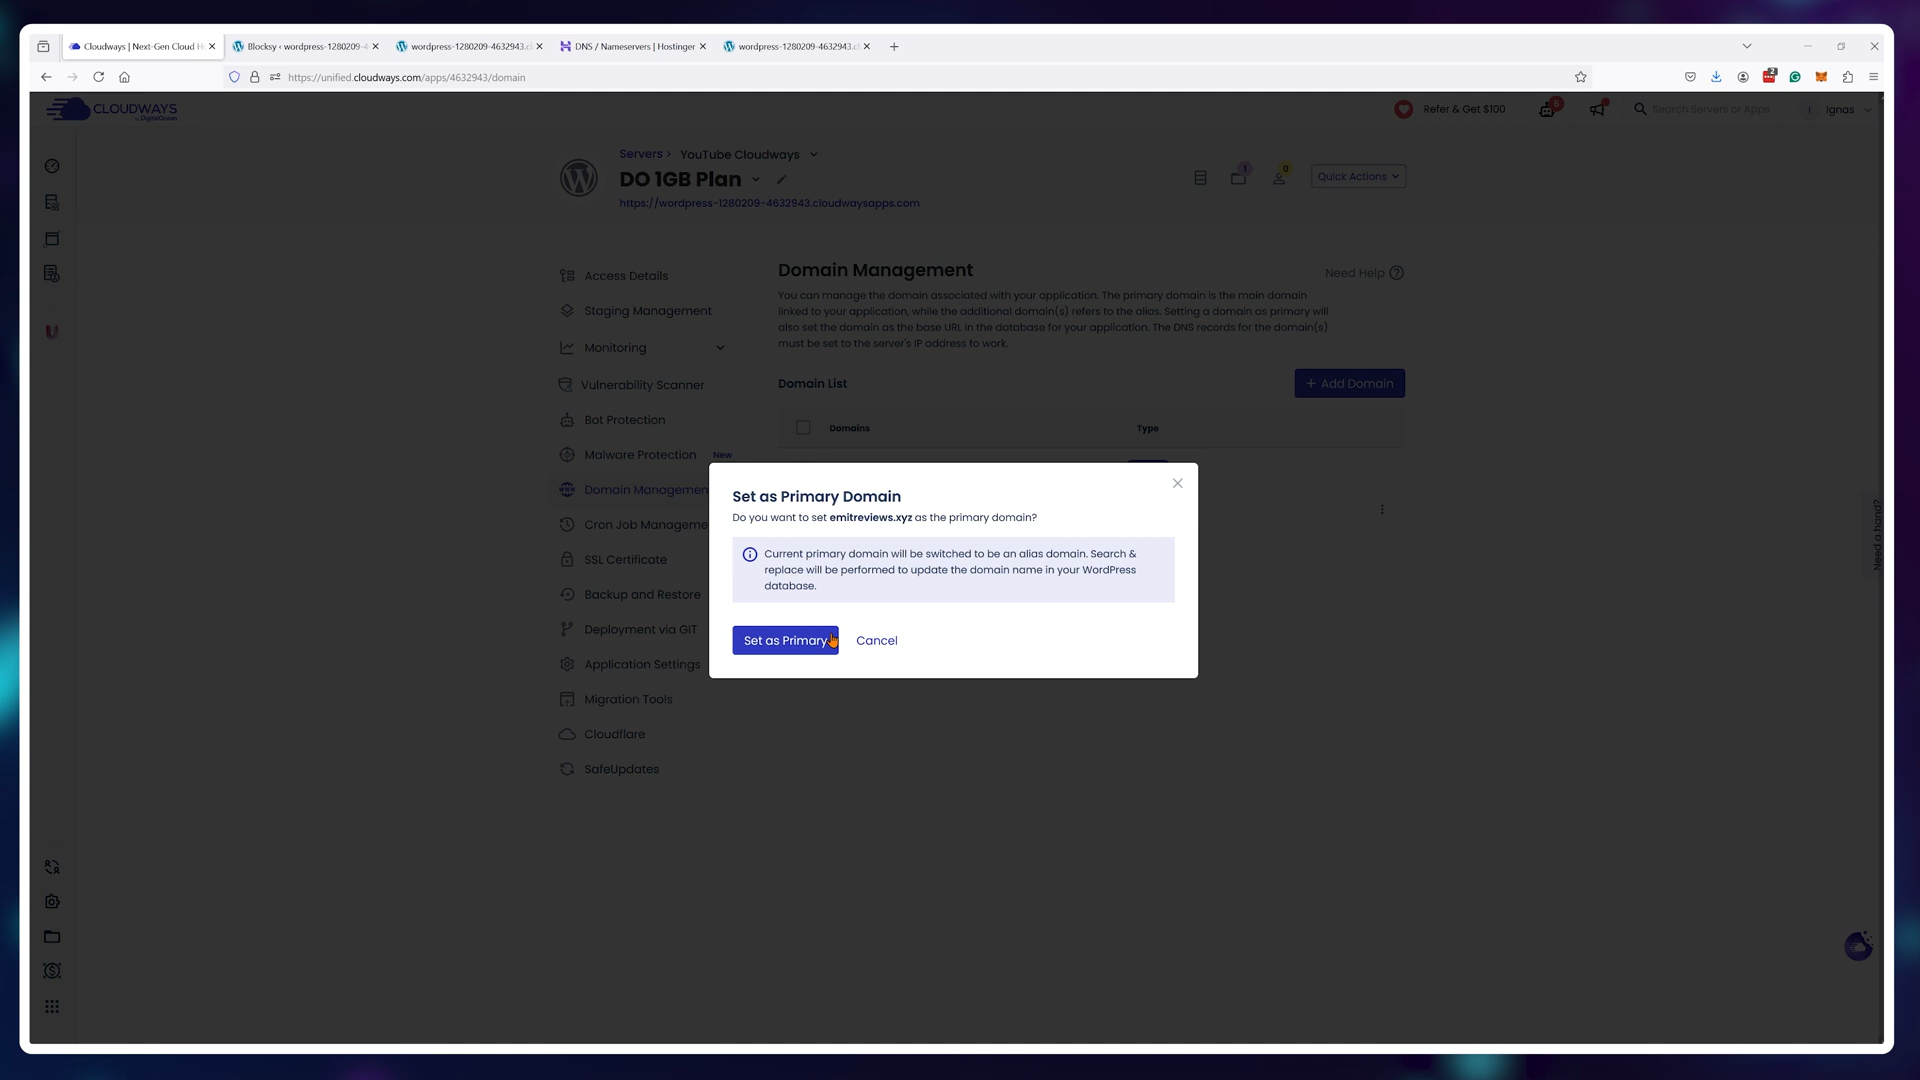 Cloudways | Next-Gen Cloud H
Blocksy ‹ wordpress-1280209-4
wordpress-1280209-4632943.cl
DNS / Nameservers | Hostinger
wordpress-1280209-4632943.cl
https://unified.cloudways.com/apps/4632943/domain
2
CLOUDWAYS
by DigitalOcean
Refer & Get $100
Search Servers or Apps
I
Ignas
Servers ›
YouTube Cloudways
DO 1GB Plan
https://wordpress-1280209-4632943.cloudwaysapps.com
1
0
Quick Actions
Access Details
Staging Management
Monitoring
Vulnerability Scanner
Bot Protection
Malware Protection
New
Domain Managemen
Cron Job Manageme
SSL Certificate
Backup and Restore
Deployment via GIT
Application Settings
Migration Tools
Cloudflare
SafeUpdates
Domain Management
Need Help
You can manage the domain associated with your application. The primary domain is the main domain
linked to your application, while the additional domain(s) refers to the alias. Setting a domain as primary will
also set the domain as the base URL in the database for your application. The DNS records for the domain(s)
must be set to the server's IP address to work.
Domain List
+ Add Domain
Domains
Type
Set as Primary Domain
Do you want to set emitreviews.xyz as the primary domain?
Current primary domain will be switched to be an alias domain. Search &
replace will be performed to update the domain name in your WordPress
database.
Set as Primary
Cancel
Need a hand?